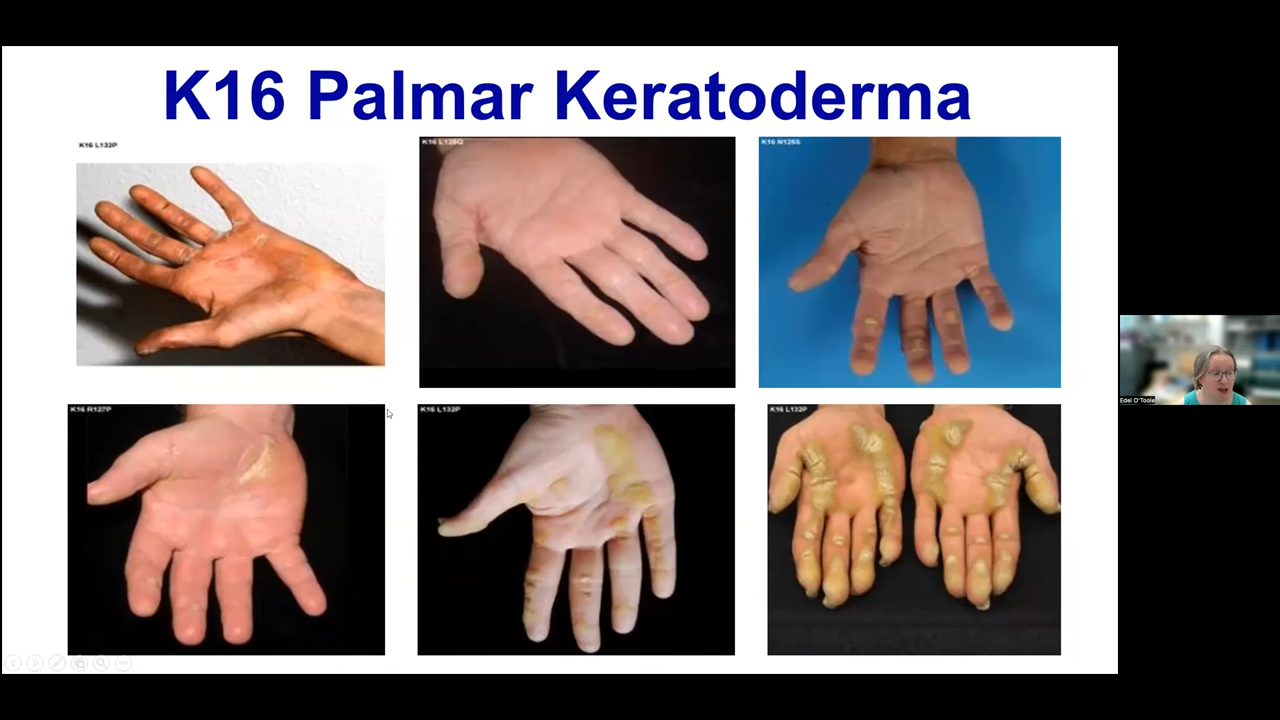 K16 Palmar Keratoderma
K16 L132P
K16 L128Q
K16 N125S
K16 R127P
K16 L132P
K16 L132P
Edel O'Toole